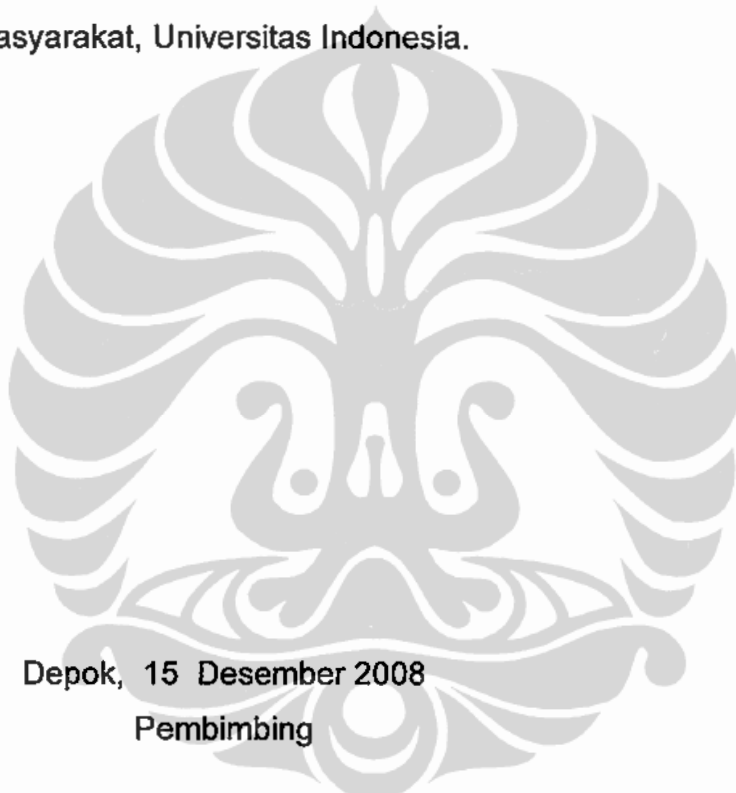 asyarakat, Universitas Indonesia.
Depok, 15 Desember 2008
Pembimbing